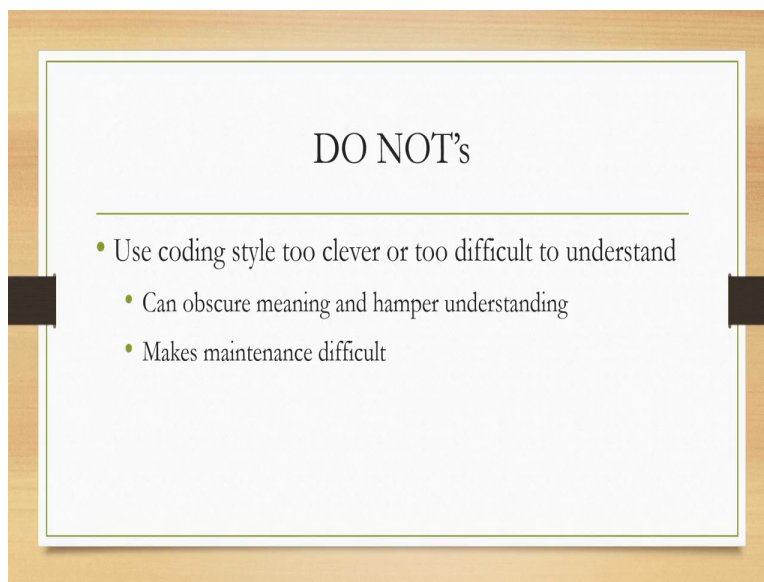 DO NOT’s
• Use coding style too clever or too difficult to understand
• Can obscure meaning and hamper understanding
• Makes maintenance difficult